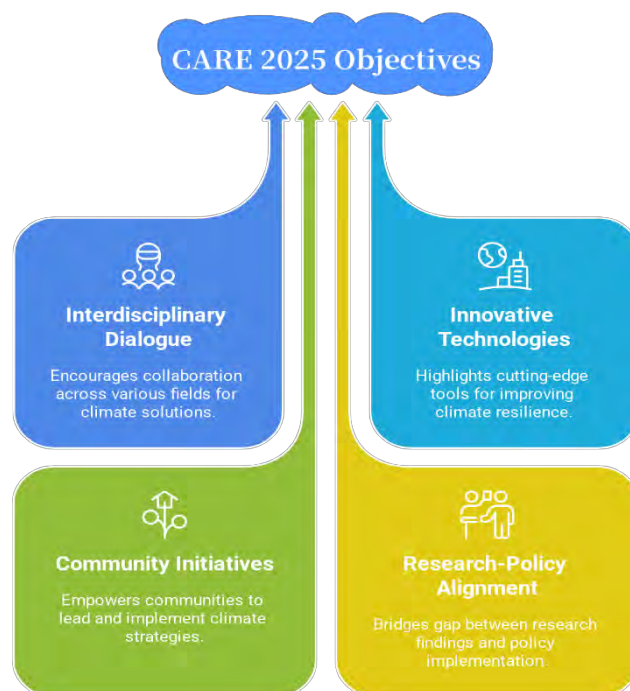 CARE 2025 Objectives
Interdisciplinary
Dialogue
Encourages collaboration
across various fields for
climate solutions.
Innovative
Technologies
Highlights cutting-edge
tools for improving
climate resilience.
Community Initiatives
Empowers communities to
lead and implement climate
strategies.
Research-Policy
Alignment
Bridges gap between research
findings and policy
implementation